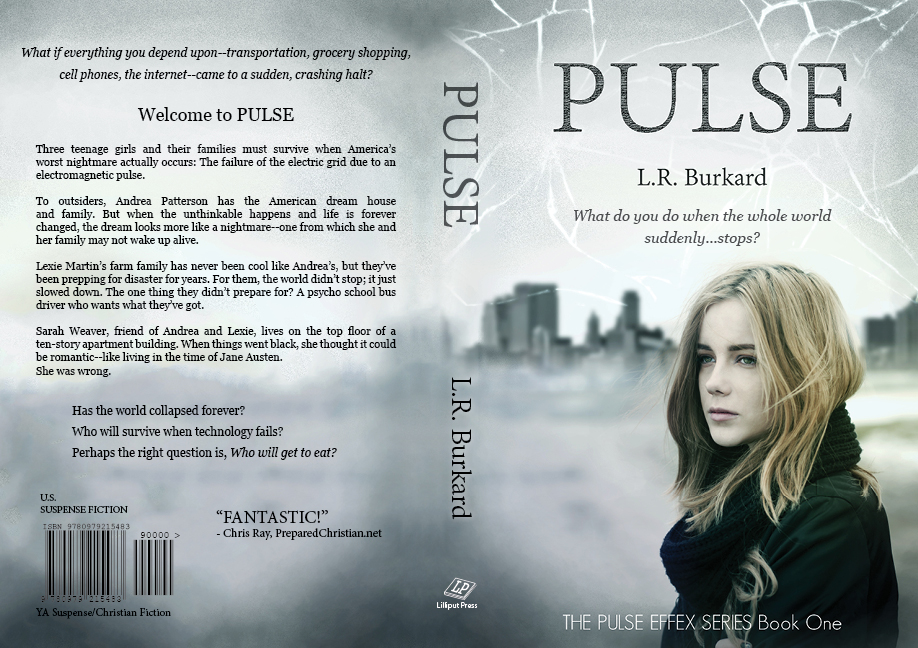 What if everything you depend upon--transportation, grocery shopping,
cell phones, the internet--came to a sudden, crashing halt?
Welcome to PULSE
Three teenage girls and their families must survive when America's
worst nightmare actually occurs: The failure of the electric grid due to an
electromagnetic pulse.
To outsiders, Andrea Patterson has the American dream house
and family. But when the unthinkable happens and life is forever
changed, the dream looks more like a nightmare--one from which she and
her family may not wake up alive.
Lexie Martin's farm family has never been cool like Andrea's, but they've
been prepping for disaster for years. For them, the world didn't stop; it just
slowed down. The one thing they didn't prepare for? A psycho school bus
driver who wants what they've got.
Sarah Weaver, friend of Andrea and Lexie, lives on the top floor of a
ten-story apartment building. When things went black, she thought it could
be romantic--like living in the time of Jane Austen.
She was wrong.
Has the world collapsed forever?
Who will survive when technology fails?
Perhaps the right question is, Who will get to eat?
U.S.
SUSPENSE FICTION
ISBN 9780979215483
90000 >
9 780979 215483
YA Suspense/Christian Fiction
"FANTASTIC!"
- Chris Ray, PreparedChristian.net
PULSE
L.R. Burkard
LP
Lilliput Press
PULSE
L.R. Burkard
What do you do when the whole world
suddenly...stops?
THE PULSE EFFEX SERIES Book One